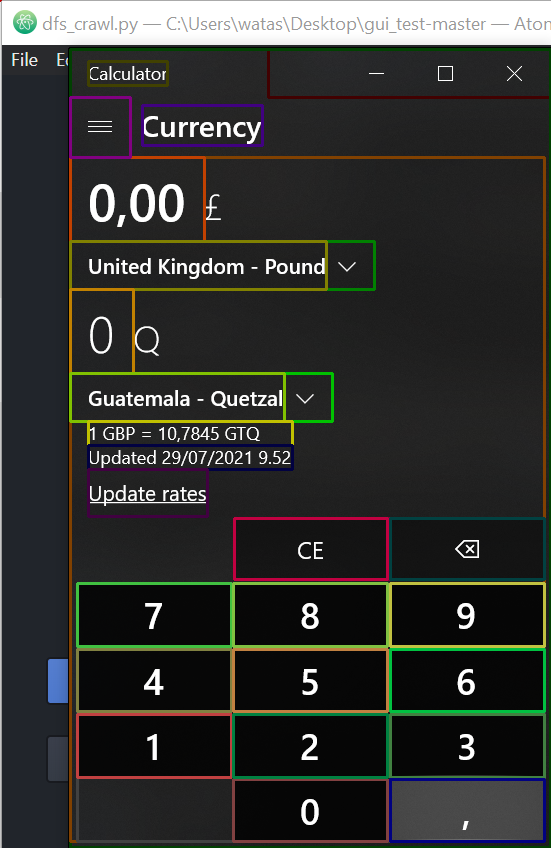 dfs_crawl.py — C:\Users\watas\Desktop\gui_test-master — Atom
File
Calculator
Currency
0,00 £
United Kingdom - Pound
0 Q
Guatemala - Quetzal
1 GBP = 10,7845 GTQ
Updated 29/07/2021 9.52
Update rates
CE
7 8 9
4 5 6
1 2 3
0 ,